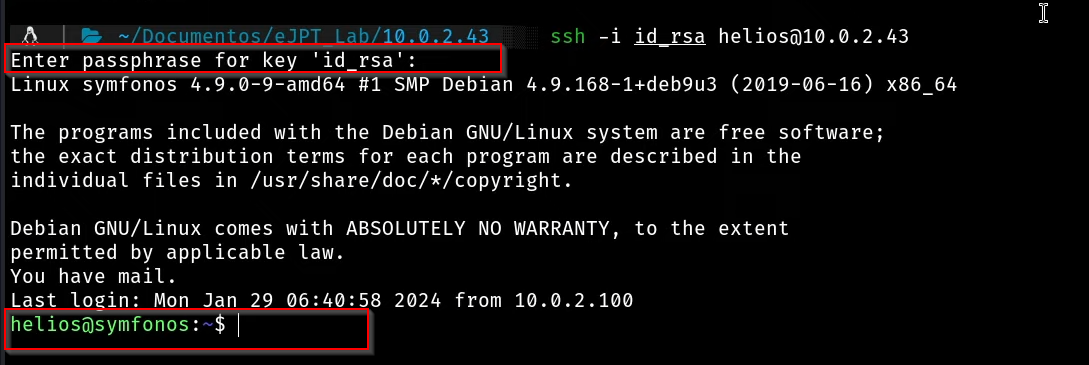 ~/Documentos/eJPT_Lab/10.0.2.43 ssh -i id_rsa helios@10.0.2.43
Enter passphrase for key 'id_rsa':
Linux symfonos 4.9.0-9-amd64 #1 SMP Debian 4.9.168-1+deb9u3 (2019-06-16) x86_64
The programs included with the Debian GNU/Linux system are free software;
the exact distribution terms for each program are described in the
individual files in /usr/share/doc/*/copyright.
Debian GNU/Linux comes with ABSOLUTELY NO WARRANTY, to the extent
permitted by applicable law.
You have mail.
Last login: Mon Jan 29 06:40:58 2024 from 10.0.2.100
helios@symfonos:~$